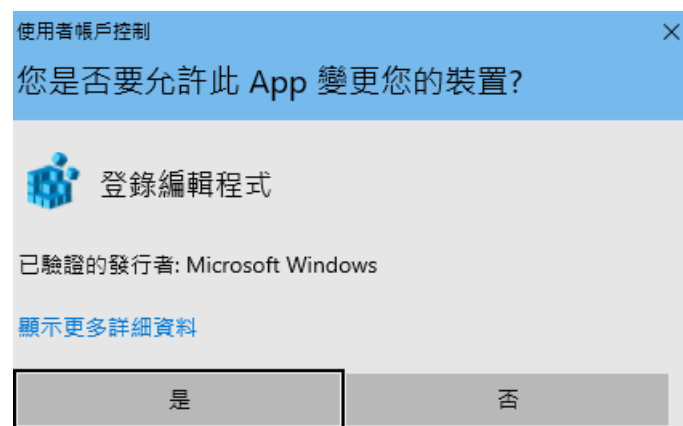 使用者帳戶控制
您是否要允許此 App 變更您的裝置?
登錄編輯程式
已驗證的發行者: Microsoft Windows
顯示更多詳細資料
是
否